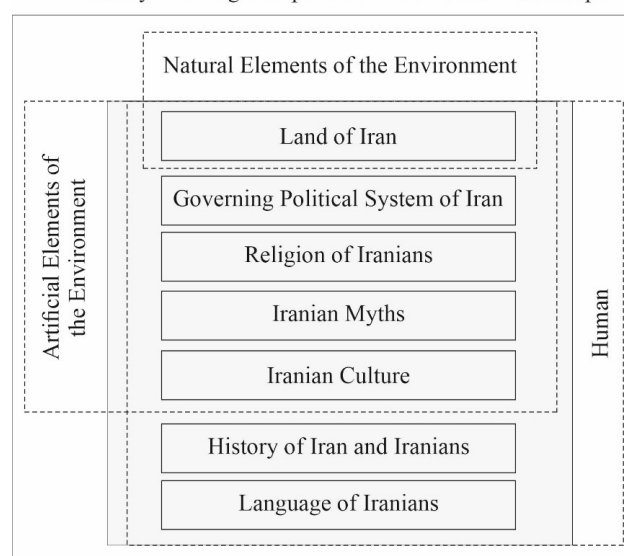 Natural Elements of the Environment
Land of Iran
Governing Political System of Iran
Religion of Iranians
Iranian Myths
Iranian Culture
History of Iran and Iranians
Language of Iranians
Artificial Elements of
the Environment
Human